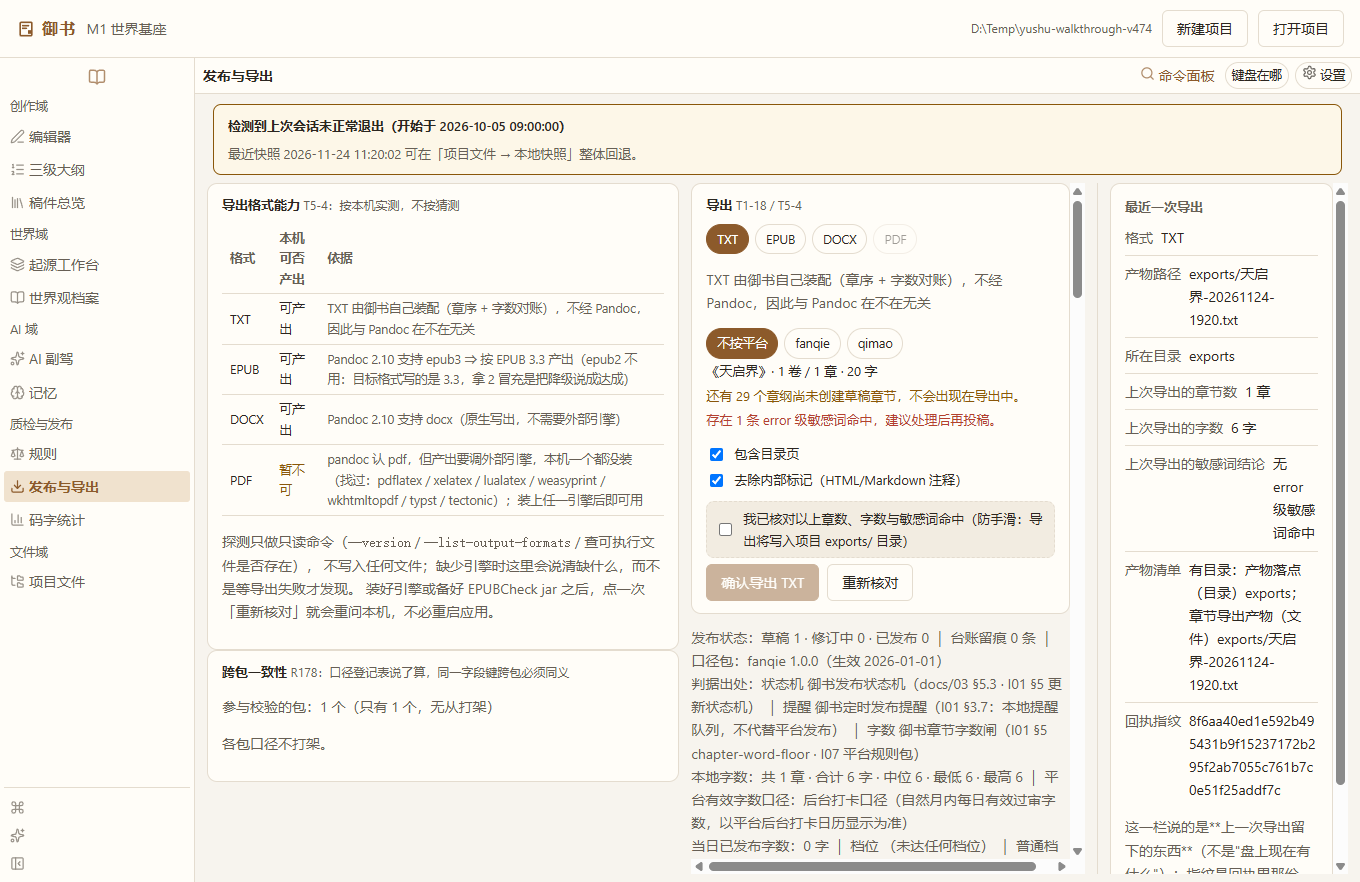 御书 M1 世界基座
D:\Temp\yushu-walkthrough-v474 新建项目 打开项目
创作域
编辑器
三级大纲
稿件总览
世界域
起源工作台
世界观档案
AI 域
AI 副驾
记忆
质检与发布
规则
发布与导出
码字统计
文件域
项目文件
发布与导出
命令面板 键盘在哪 设置
检测到上次会话未正常退出（开始于 2026-10-05 09:00:00）
最近快照 2026-11-24 11:20:02 可在「项目文件 → 本地快照」整体回退。
导出格式能力 T5-4：按本机实测，不按猜测
格式 本机可否产出 依据
TXT 可产出 TXT 由御书自己装配（章序 + 字数对账），不经 Pandoc，
因此与 Pandoc 在不在无关
EPUB 可产出 Pandoc 2.10 支持 epub3 ⇒ 按 EPUB 3.3 产出（epub2 不
用：目标格式写的是 3.3，拿 2 冒充是把降级说成达成）
DOCX 可产出 Pandoc 2.10 支持 docx（原生写出，不需要外部引擎）
PDF 暂不可 pandoc 认 pdf，但产出要调外部引擎，本机一个都没装
（找过：pdflatex / xelatex / lualatex / weasyprint /
wkhtmltopdf / typst / tectonic）；装上任一引擎后即可用
探测只做只读命令（--version / --list-output-formats / 查可执行文
件是否存在），不写入任何文件；缺少引擎时这里会说清缺什么，而不
是等导出失败才发现。 装好引擎或备好 EPUBCheck jar 之后，点一次
「重新核对」就会重问本机，不必重启应用。
跨包一致性 R178：口径登记表说了算，同一字段键跨包必须同义
参与校验的包：1 个（只有 1 个，无从打架）
各包口径不打架。
导出 T1-18 / T5-4
TXT EPUB DOCX PDF
TXT 由御书自己装配（章序 + 字数对账），不经
Pandoc，因此与 Pandoc 在不在无关
不按平台 fanqie qimao
《天启界》· 1 卷 / 1 章 · 20 字
还有 29 个章纲尚未创建草稿章节，不会出现在导出中。
存在 1 条 error 级敏感词命中，建议处理后再投稿。
包含目录页
去除内部标记（HTML/Markdown 注释）
我已核对以上章数、字数与敏感词命中（防手滑：导
出将写入项目 exports/ 目录）
确认导出 TXT 重新核对
发布状态：草稿 1 · 修订中 0 · 已发布 0 ｜ 台账留痕 0 条 ｜
口径包：fanqie 1.0.0（生效 2026-01-01）
判据出处：状态机 御书发布状态机（docs/03 §5.3 · I01 §5 更
新状态机） ｜ 提醒 御书定时发布提醒（I01 §3.7：本地提醒
队列，不代替平台发布） ｜ 字数 御书章节字数闸（I01 §5
chapter-word-floor · I07 平台规则包）
本地字数：共 1 章 · 合计 6 字 · 中位 6 · 最低 6 · 最高 6 ｜ 平
台有效字数口径：后台打卡口径（自然月内每日有效过审字
数，以平台后台打卡日历显示为准）
当日已发布字数：0 字 ｜ 档位 （未达任何档位） ｜ 普通档
最近一次导出
格式 TXT
产物路径 exports/天启
界-20261124-
1920.txt
所在目录 exports
上次导出的章节数 1 章
上次导出的字数 6 字
上次导出的敏感词结论 无
error
级敏感
词命中
产物清单 有目录：产物落点
（目录）exports；
章节导出产物（文
件）exports/天启
界-20261124-
1920.txt
回执指纹 8f6aa40ed1e592b49
5431b9f15237172b2
95f2ab7055c761b7c
0e51f25addf7c
这一栏说的是**上一次导出留
下的东西**（不是"盘上现在有
什么"）；指纹是回执里那份